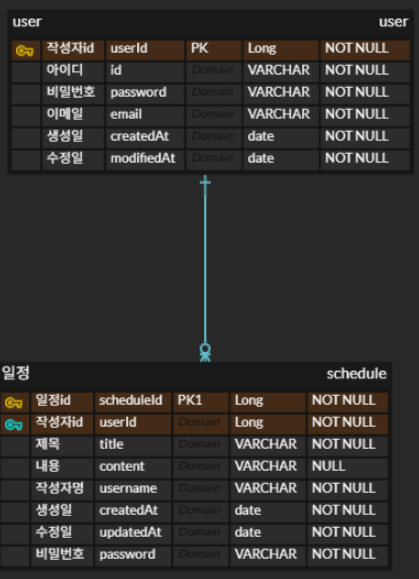 user user
작성자id userId PK Long NOT NULL
아이디 id Domain VARCHAR NOT NULL
비밀번호 password Domain VARCHAR NOT NULL
이메일 email Domain VARCHAR NOT NULL
생성일 createdAt Domain date NOT NULL
수정일 modifiedAt Domain date NOT NULL
일정 schedule
일정id scheduleId PK1 Long NOT NULL
작성자id userId Domain Long NOT NULL
제목 title Domain VARCHAR NOT NULL
내용 content Domain VARCHAR NULL
작성자명 username Domain VARCHAR NOT NULL
생성일 createdAt Domain date NOT NULL
수정일 updatedAt Domain date NOT NULL
비밀번호 password Domain VARCHAR NOT NULL